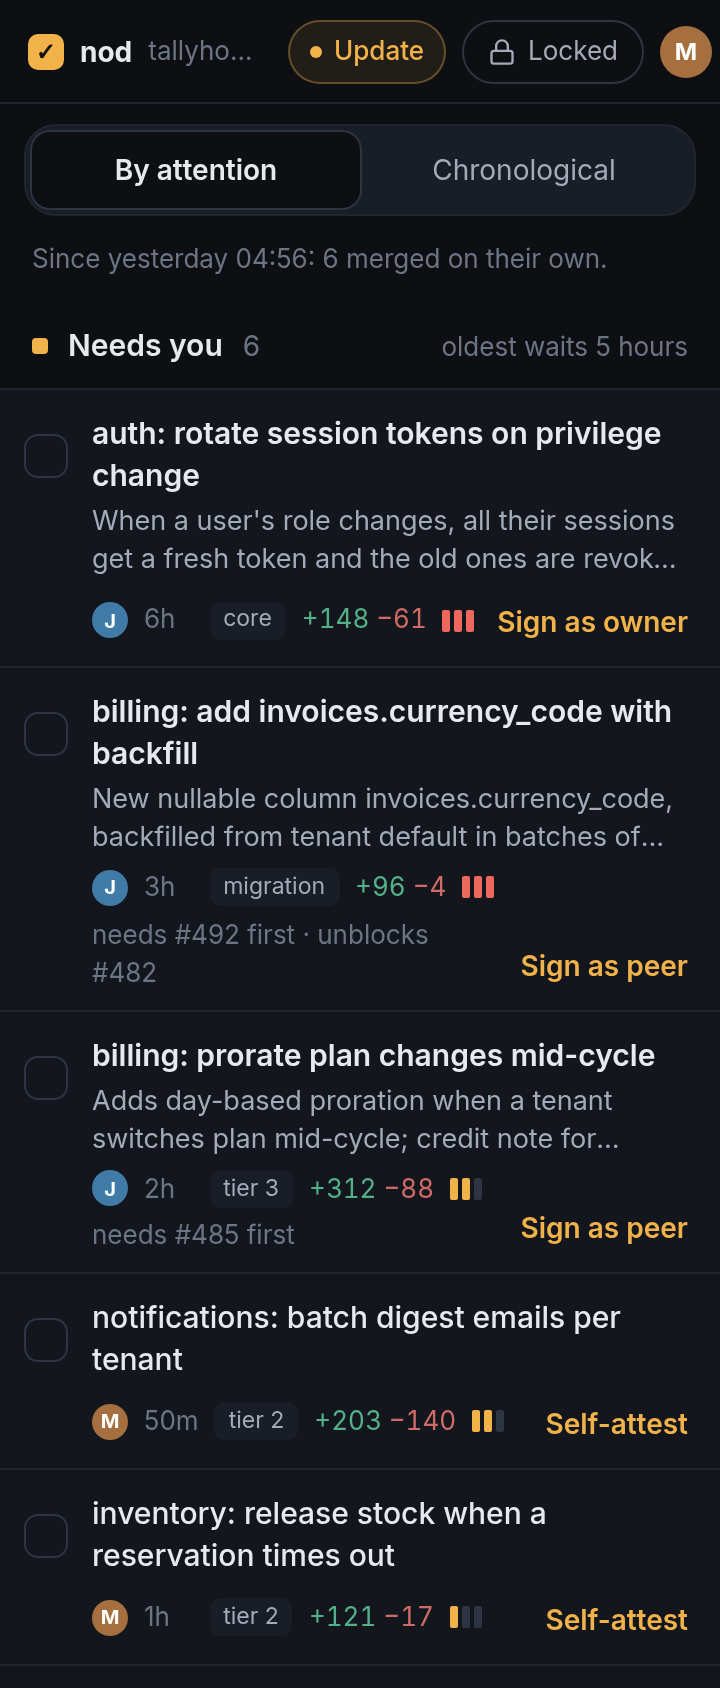 ✓ nod tallyho... Update Locked M
By attention Chronological
Since yesterday 04:56: 6 merged on their own.
Needs you 6 oldest waits 5 hours
auth: rotate session tokens on privilege
change
When a user's role changes, all their sessions
get a fresh token and the old ones are revok...
J 6h core +148 −61 Sign as owner
billing: add invoices.currency_code with
backfill
New nullable column invoices.currency_code,
backfilled from tenant default in batches of...
J 3h migration +96 −4
needs #492 first · unblocks
#482
Sign as peer
billing: prorate plan changes mid-cycle
Adds day-based proration when a tenant
switches plan mid-cycle; credit note for...
J 2h tier 3 +312 −88
needs #485 first
Sign as peer
notifications: batch digest emails per
tenant
M 50m tier 2 +203 −140 Self-attest
inventory: release stock when a
reservation times out
M 1h tier 2 +121 −17 Self-attest